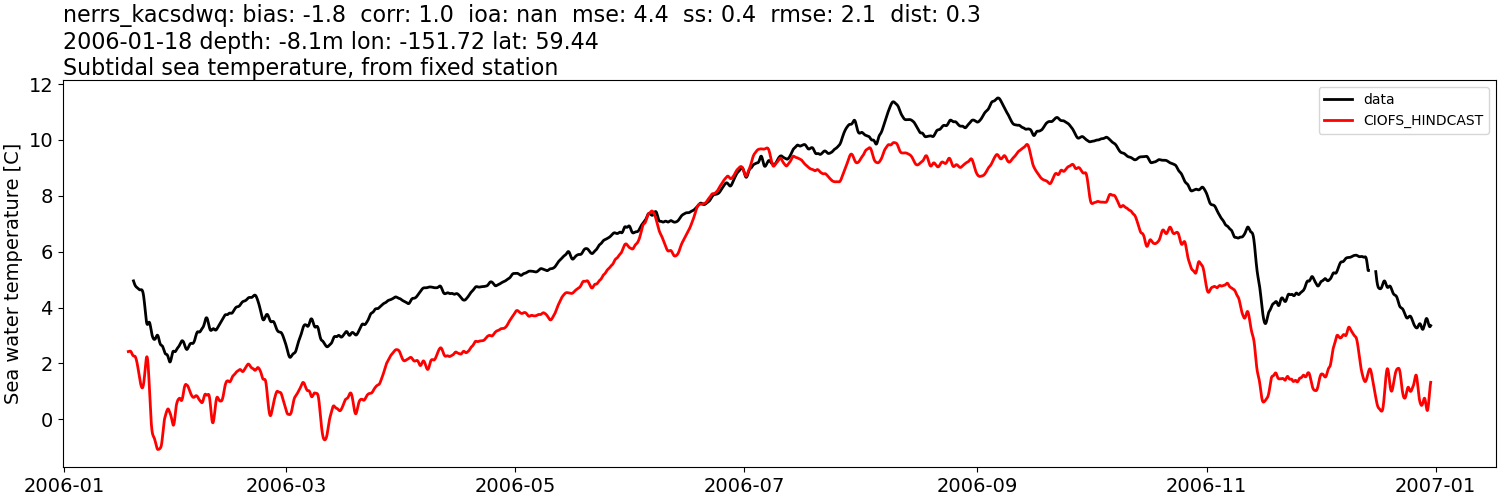 nerrs_kacsdwq: bias: -1.8 corr: 1.0 ioa: nan mse: 4.4 ss: 0.4 rmse: 2.1 dist: 0.3
2006-01-18 depth: -8.1m lon: -151.72 lat: 59.44
Subtidal sea temperature, from fixed station
Sea water temperature [C]
12
10
8
6
4
2
0
data
CIOFS_HINDCAST
2006-01 2006-03 2006-05 2006-07 2006-09 2006-11 2007-01